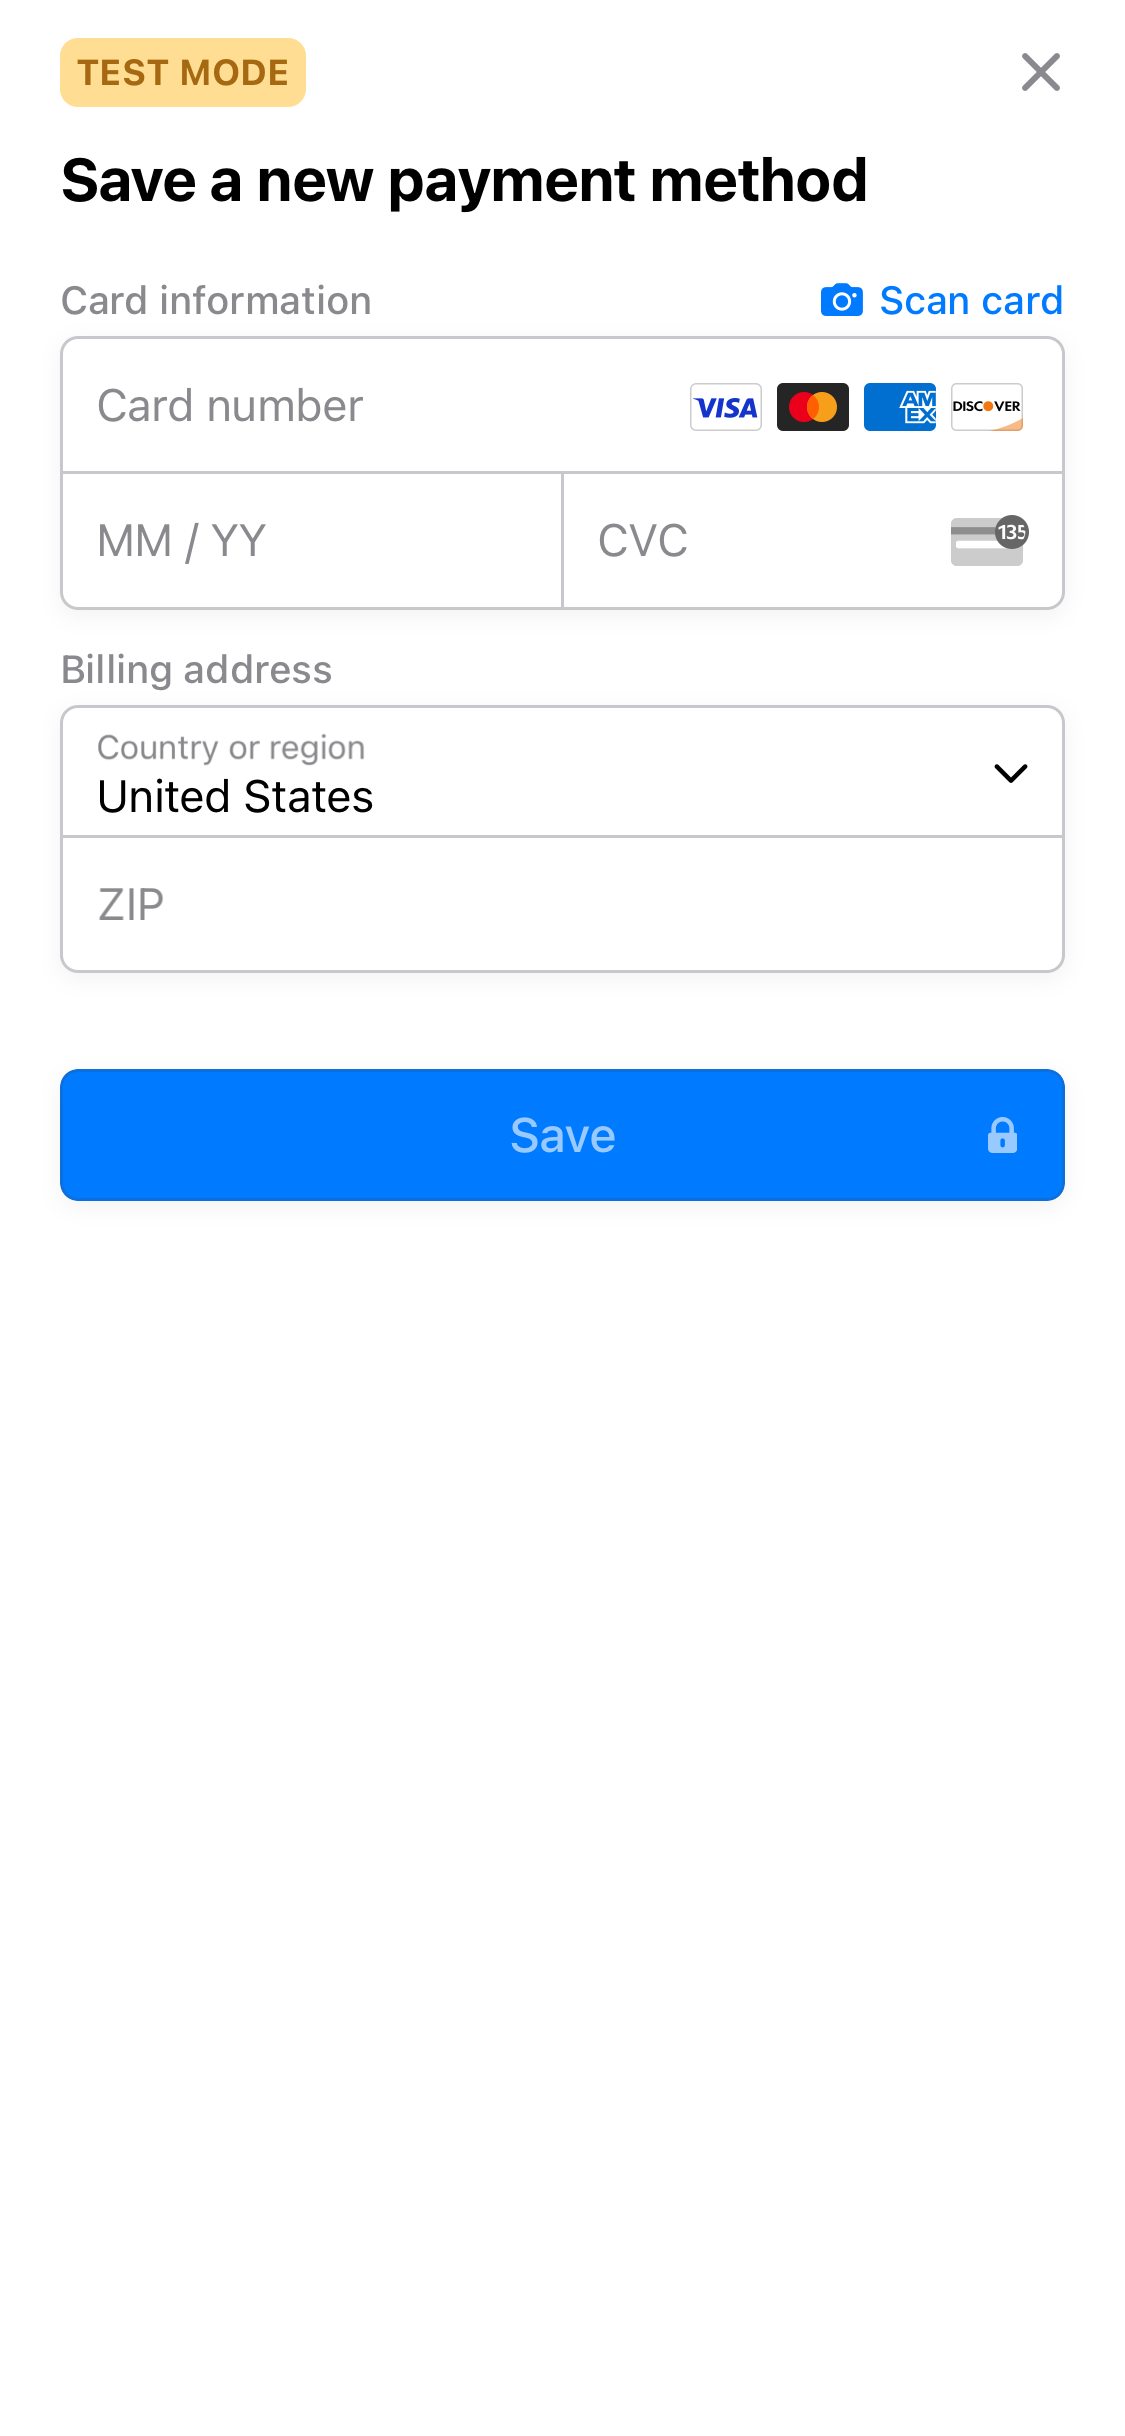 TEST MODE
Save a new payment method
Card information
Scan card
Card number
VISA
AM
EX
DISCOVER
MM / YY
CVC
135
Billing address
Country or region
United States
ZIP
Save